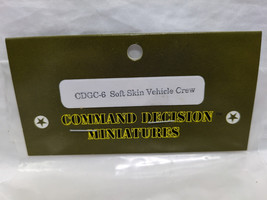 CDGC-6 Soft Skin Vehicle Crew
COMMAND DECISION
MINIATURES